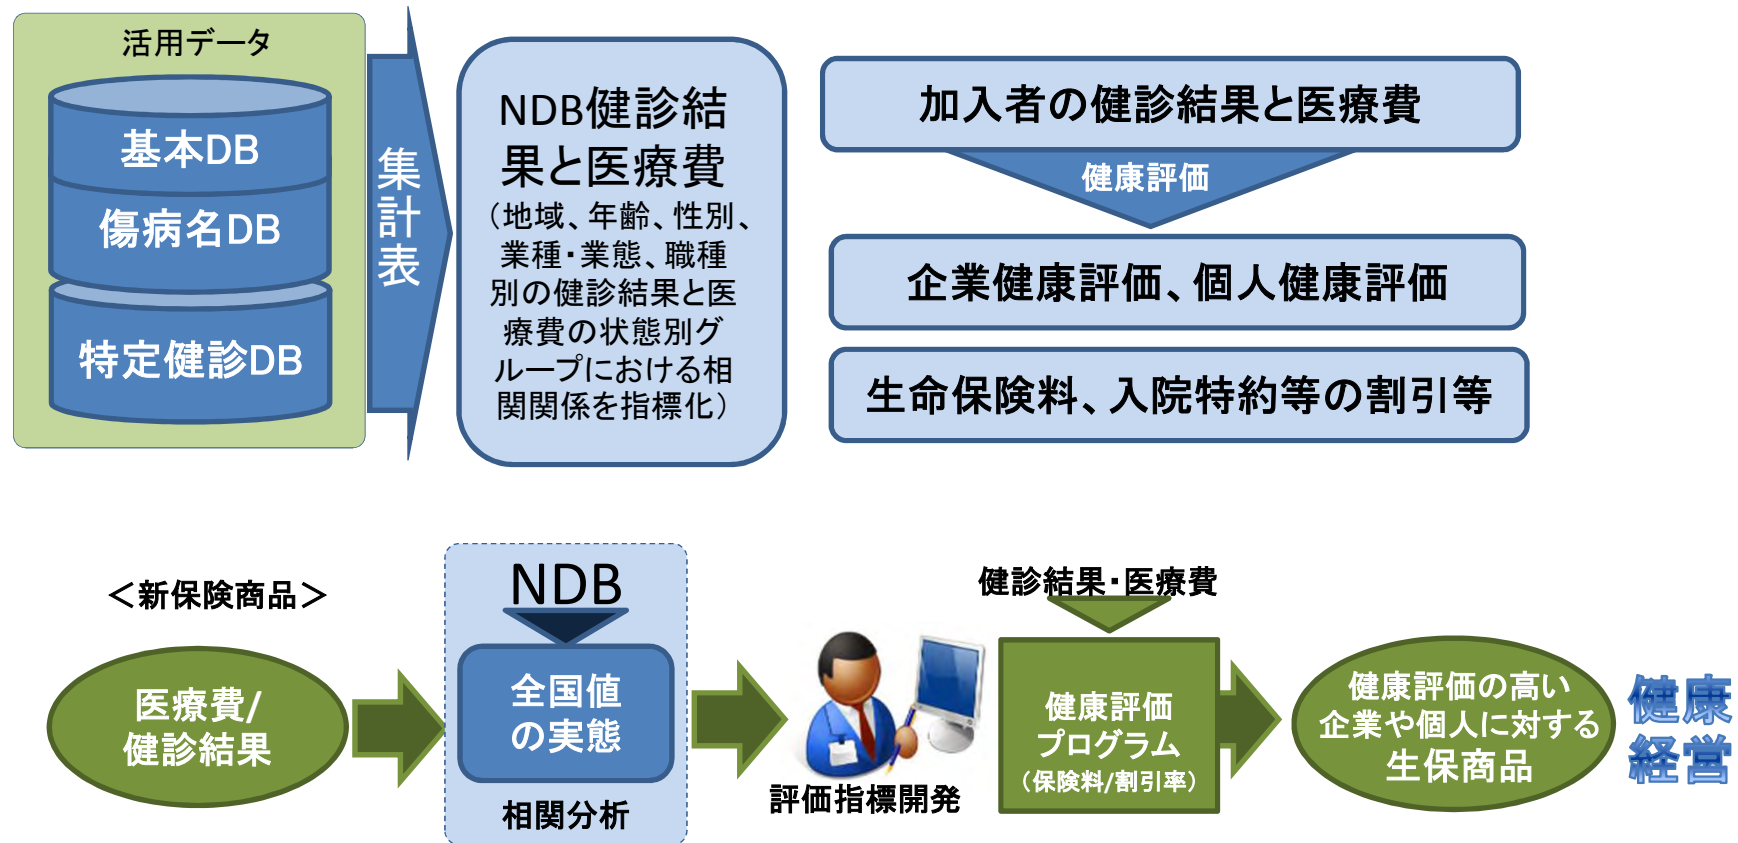 活用データ
基本DB
傷病名DB
特定健診DB
集計表
NDB健診結
果と医療費
（地域、年齢、性別、
業種・業態、職種
別の健診結果と医
療費の状態別グ
ループにおける相
関関係を指標化）
加入者の健診結果と医療費
健康評価
企業健康評価、個人健康評価
生命保険料、入院特約等の割引等
＜新保険商品＞
医療費/
健診結果
NDB
全国値
の実態
相関分析
評価指標開発
健診結果・医療費
健康評価
プログラム
（保険料/割引率）
健康評価の高い
企業や個人に対する
生保商品
健康
経営